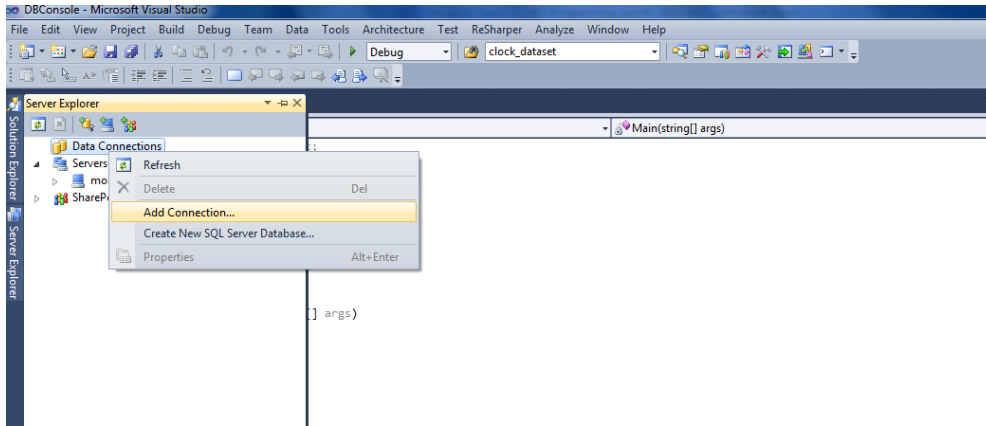 DBConsole - Microsoft Visual Studio
File Edit View Project Build Debug Team Data Tools Architecture Test ReSharper Analyze Window Help
Debug clock_dataset
Server Explorer
Main(string[] args)
Solution Explorer
Server Explorer
Data Connections
Servers
mo
ShareP
Refresh
Delete Del
Add Connection...
Create New SQL Server Database...
Properties Alt+Enter
[] args)